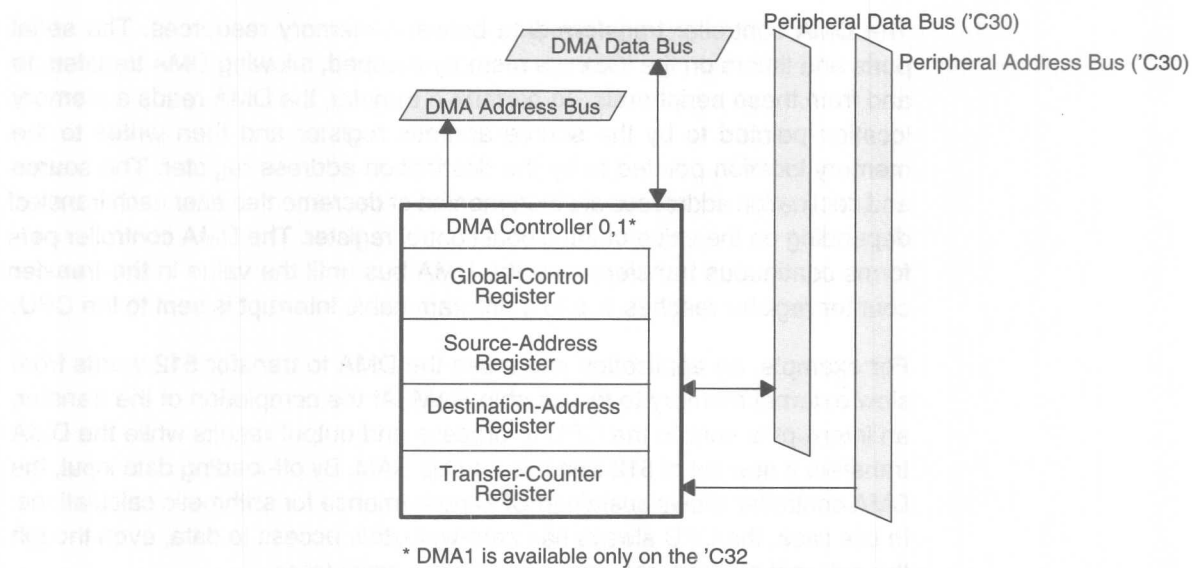 Peripheral Data Bus ('C30)
DMA Data Bus
Peripheral Address Bus ('C30)
DMA Address Bus
DMA Controller 0,1*
Global-Control
Register
Source-Address
Register
Destination-Address
Register
Transfer-Counter
Register
* DMA1 is available only on the 'C32